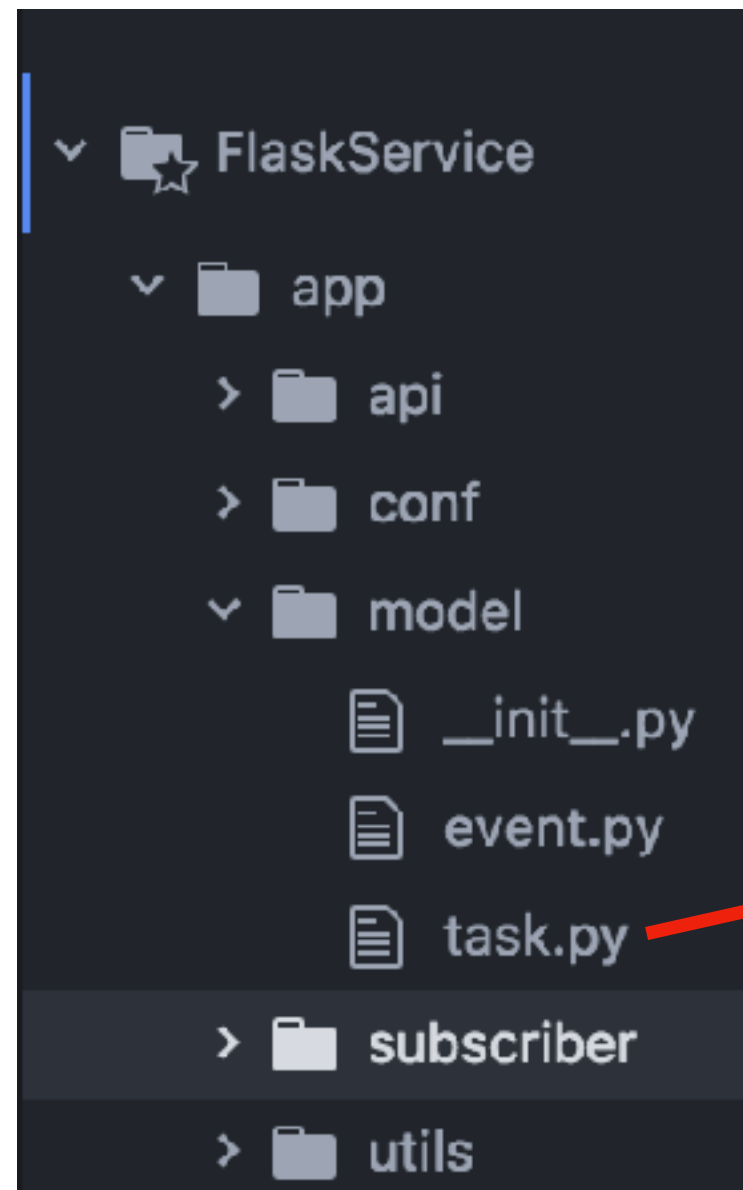 FlaskService
app
api
conf
model
__init__.py
event.py
task.py
subscriber
utils